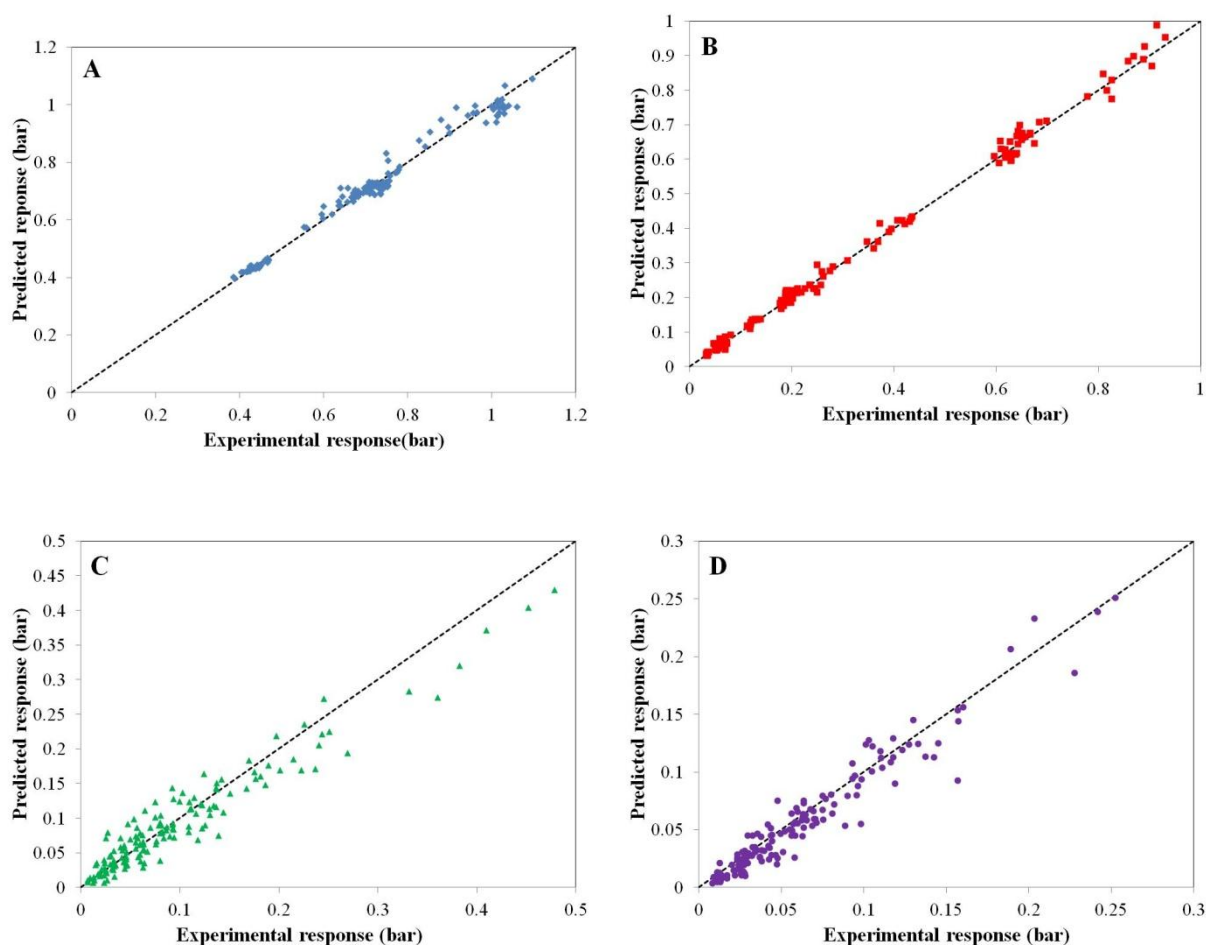 A
Predicted reponse (bar)
1.2
1
0.8
0.6
0.4
0.2
0
0 0.2 0.4 0.6 0.8 1 1.2
Experimental response(bar)
B
Predicted response (bar)
1
0.9
0.8
0.7
0.6
0.5
0.4
0.3
0.2
0.1
0
0 0.2 0.4 0.6 0.8 1
Experimental response (bar)
C
Predicted response (bar)
0.5
0.45
0.4
0.35
0.3
0.25
0.2
0.15
0.1
0.05
0
0 0.1 0.2 0.3 0.4 0.5
Experimental response (bar)
D
Predicted response (bar)
0.3
0.25
0.2
0.15
0.1
0.05
0
0 0.05 0.1 0.15 0.2 0.25 0.3
Experimental response (bar)